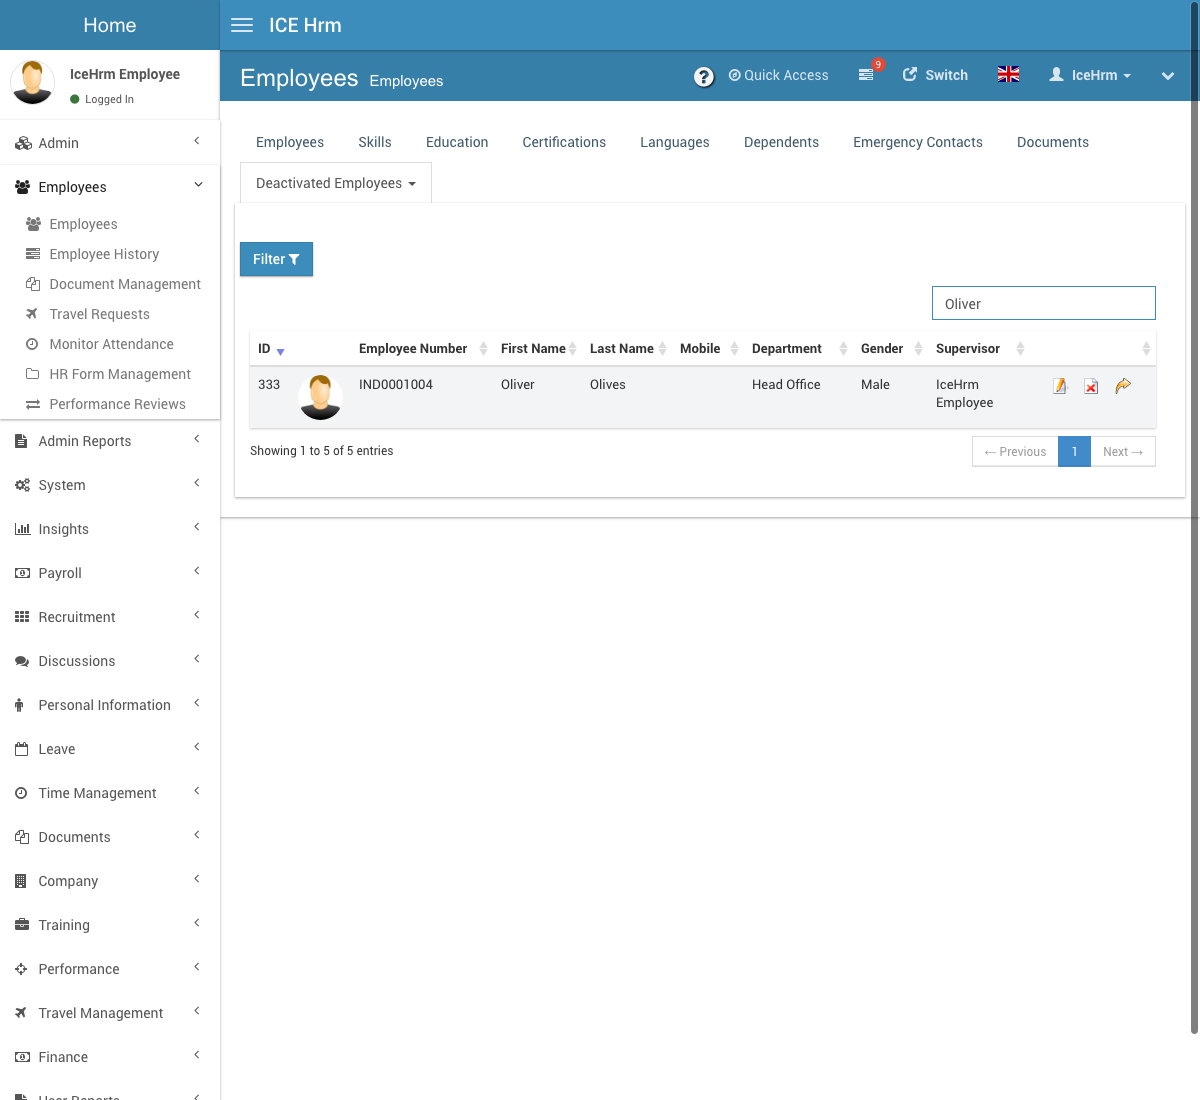 Home
ICE Hrm
IceHrm Employee
Logged In
Employees Employees
Quick Access
9
Switch
IceHrm
Admin
Employees
Employees
Employee History
Document Management
Travel Requests
Monitor Attendance
HR Form Management
Performance Reviews
Admin Reports
System
Insights
Payroll
Recruitment
Discussions
Personal Information
Leave
Time Management
Documents
Company
Training
Performance
Travel Management
Finance
User Reports
Employees Skills Education Certifications Languages Dependents Emergency Contacts Documents
Deactivated Employees
Filter
Oliver
ID Employee Number First Name Last Name Mobile Department Gender Supervisor
333 IND0001004 Oliver Olives Head Office Male IceHrm
Employee
Showing 1 to 5 of 5 entries
← Previous 1 Next →